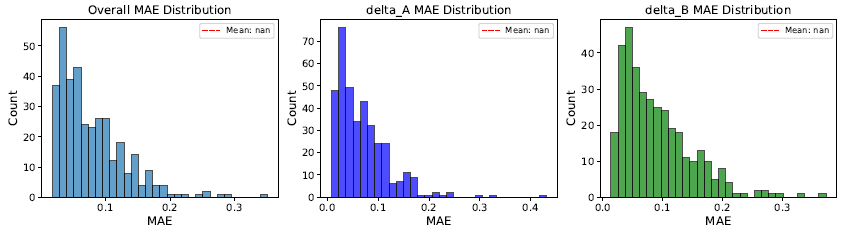 Overall MAE Distribution
Mean: nan
Count
50
40
30
20
10
0
0.1
0.2
0.3
MAE
delta_A MAE Distribution
Mean: nan
Count
70
60
50
40
30
20
10
0
0.0
0.1
0.2
0.3
0.4
MAE
delta_B MAE Distribution
Mean: nan
Count
40
30
20
10
0
0.0
0.1
0.2
0.3
MAE